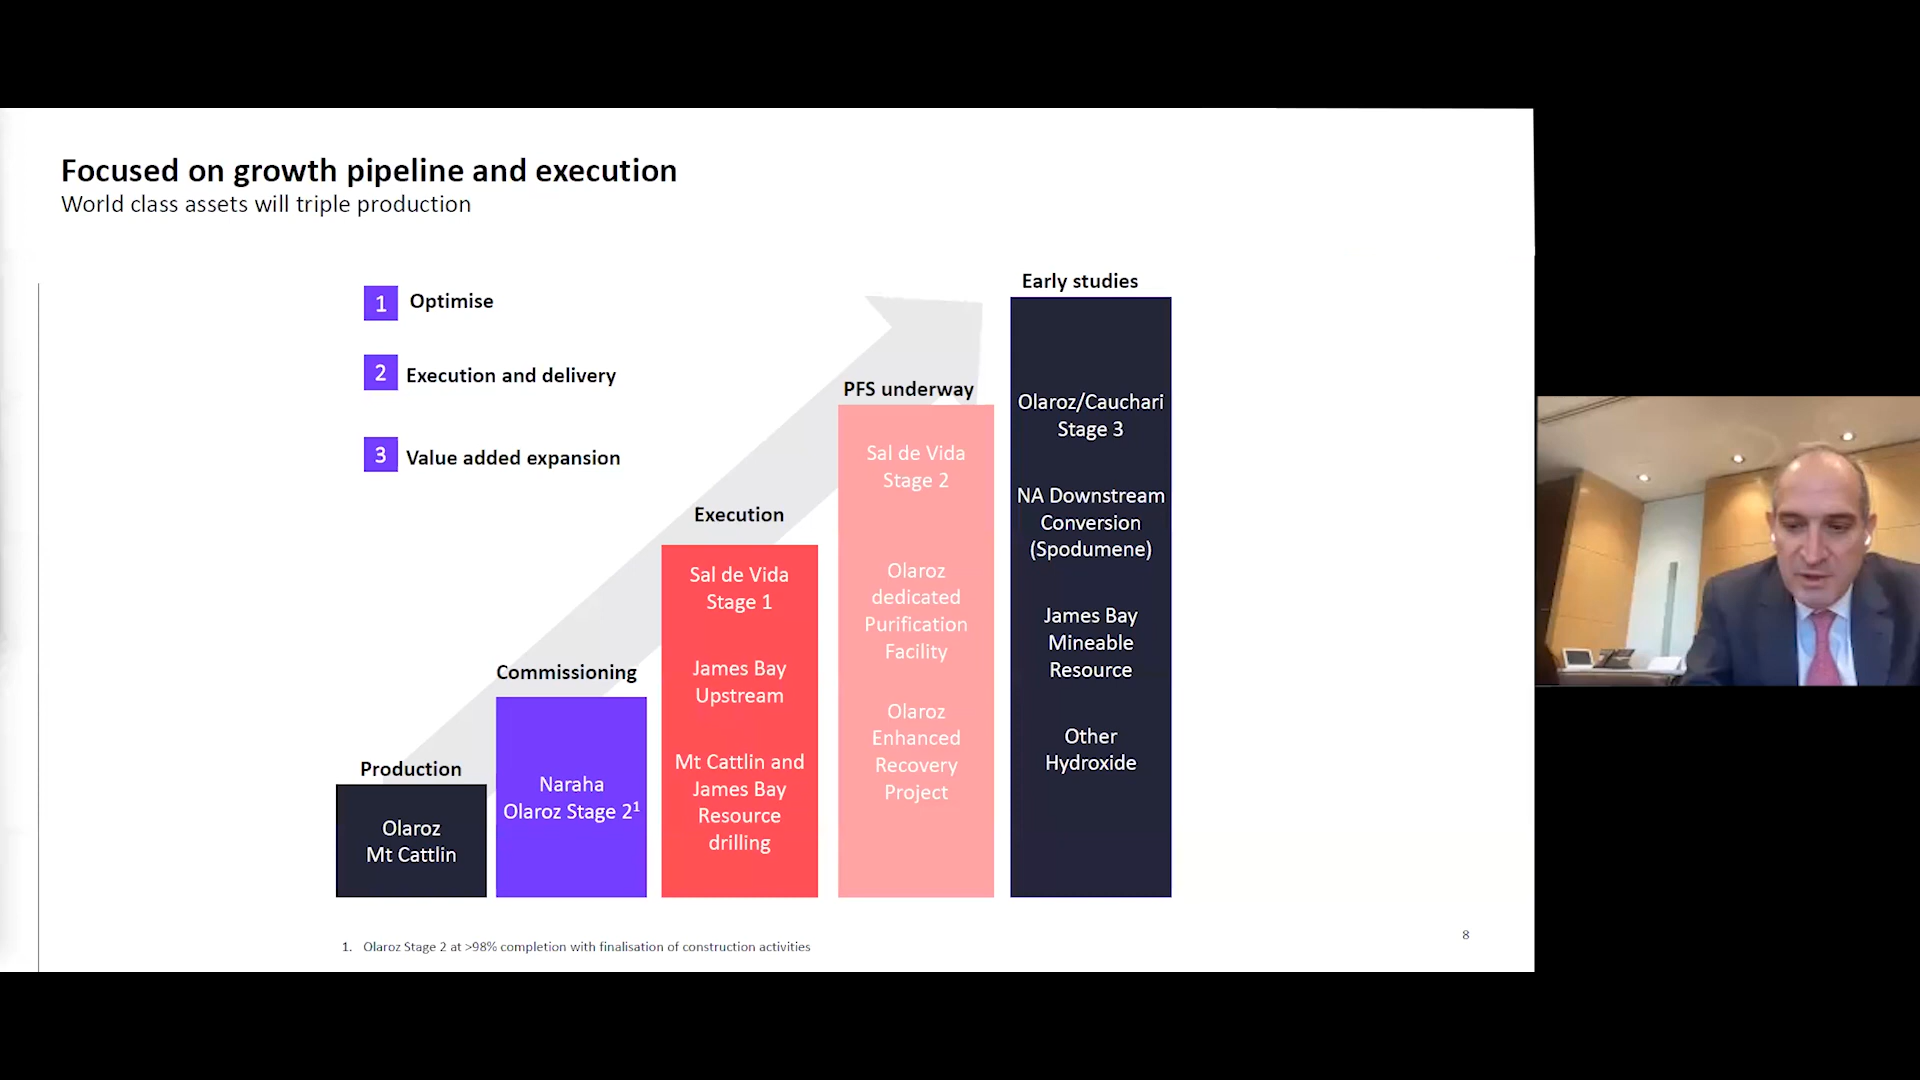 Focused on growth pipeline and execution
World class assets will triple production
1 Optimise
2 Execution and delivery
3 Value added expansion
Production
Olaroz
Mt Cattlin
Commissioning
Naraha
Olaroz Stage 2¹
Execution
Sal de Vida
Stage 1
James Bay
Upstream
Mt Cattlin and
James Bay
Resource
drilling
PFS underway
Sal de Vida
Stage 2
Olaroz
dedicated
Purification
Facility
Olaroz
Enhanced
Recovery
Project
Early studies
Olaroz/Cauchari
Stage 3
NA Downstream
Conversion
(Spodumene)
James Bay
Mineable
Resource
Other
Hydroxide
1. Olaroz Stage 2 at >98% completion with finalisation of construction activities
8